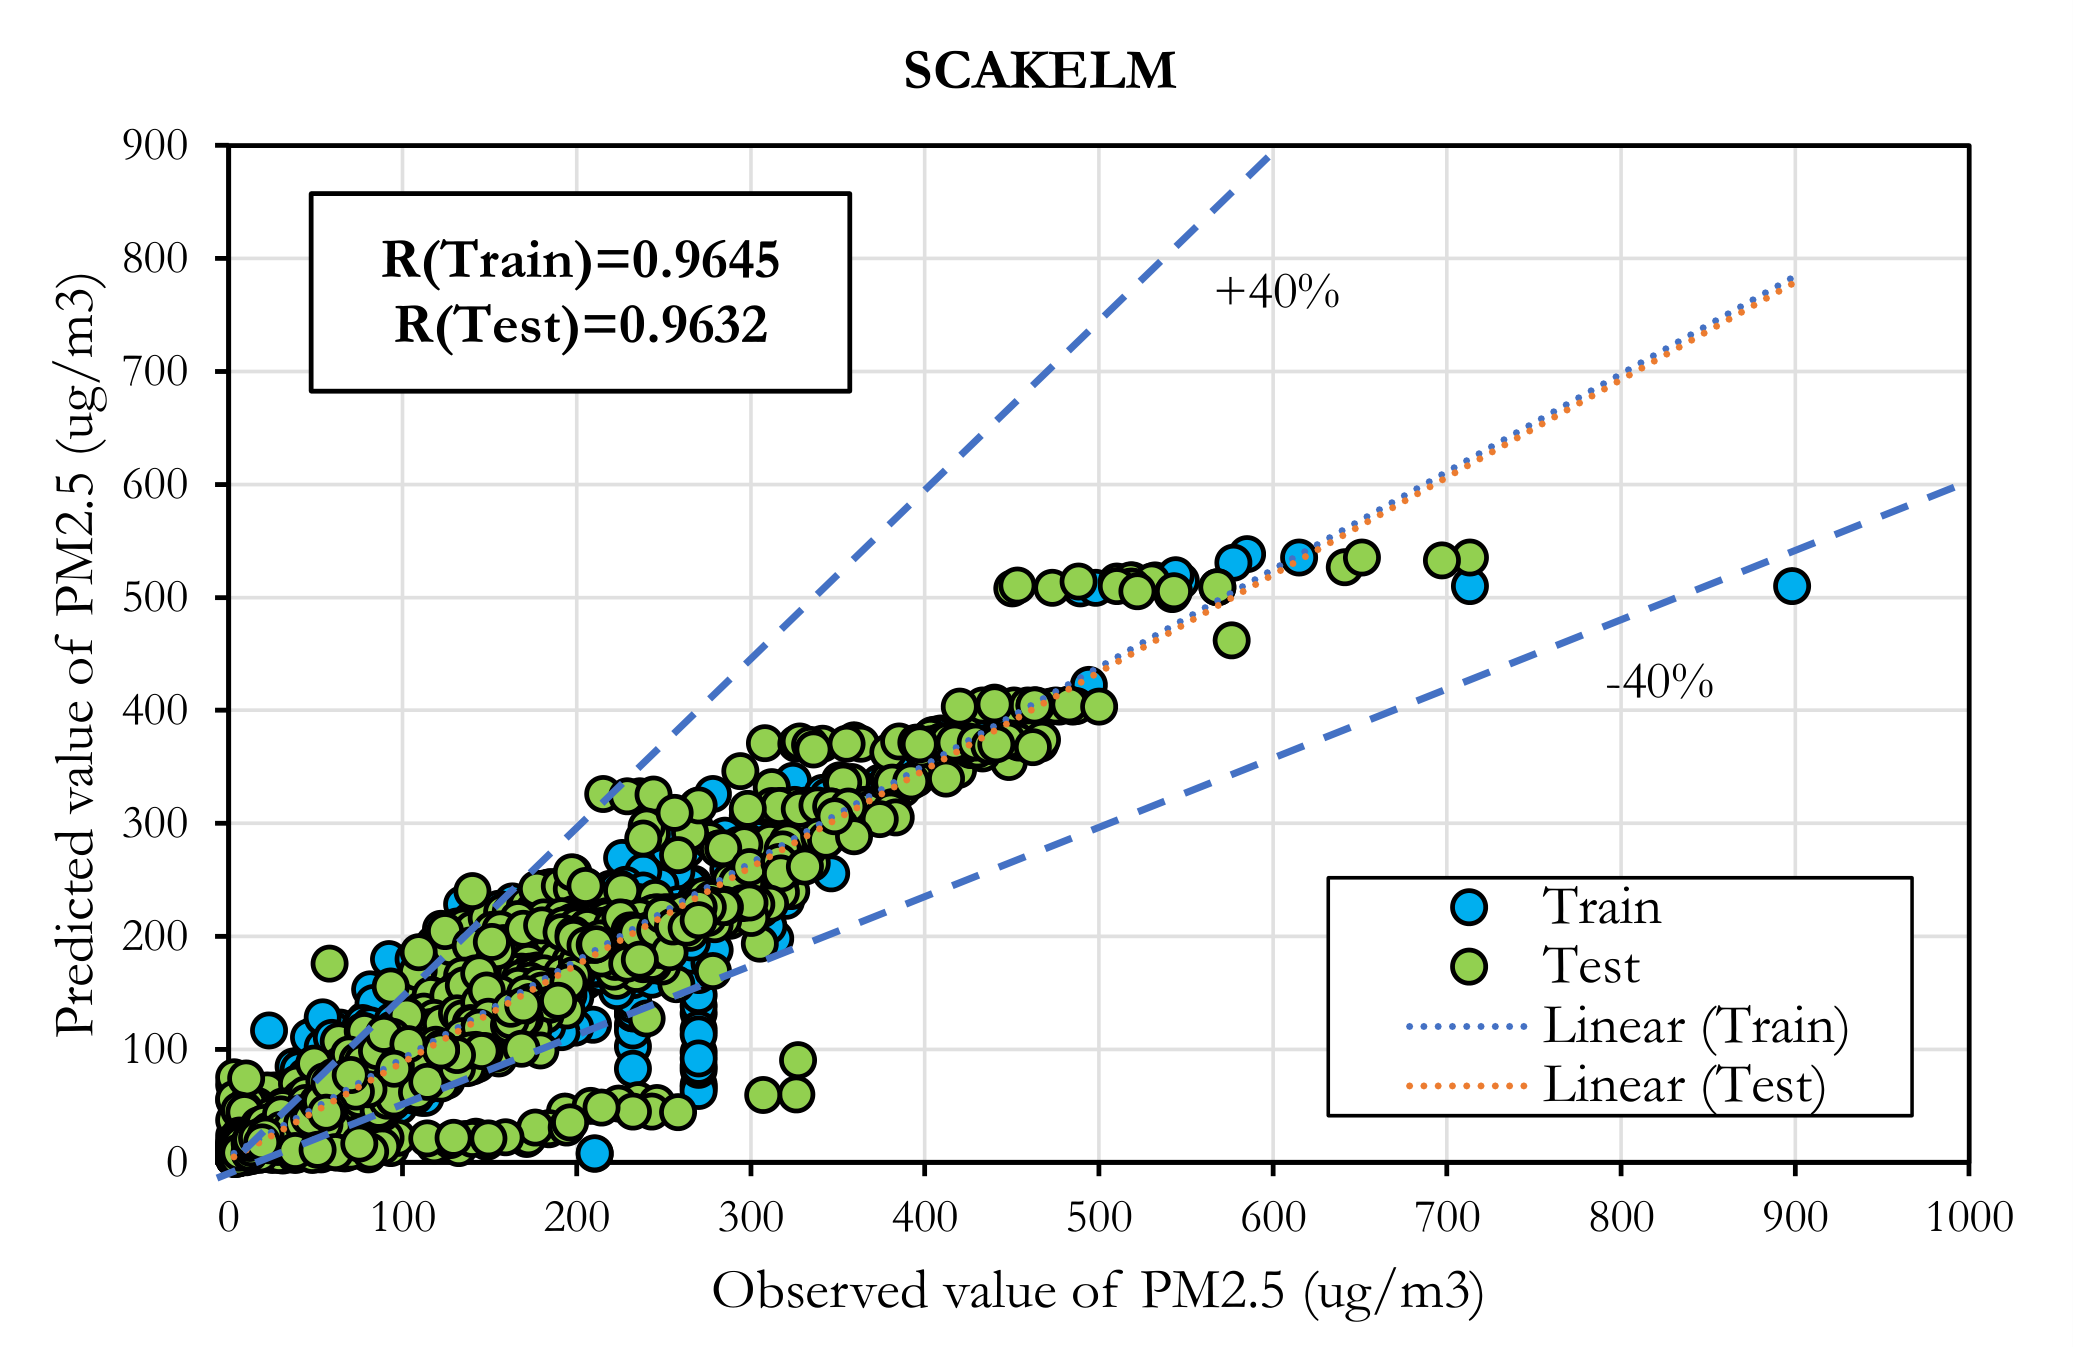 SCAKELM
900
800
700
600
500
400
300
200
100
0
Predicted value of PM2.5 (ug/m3)
R(Train)=0.9645
R(Test)=0.9632
+40%
-40%
Train
Test
Linear (Train)
Linear (Test)
0 100 200 300 400 500 600 700 800 900 1000
Observed value of PM2.5 (ug/m3)